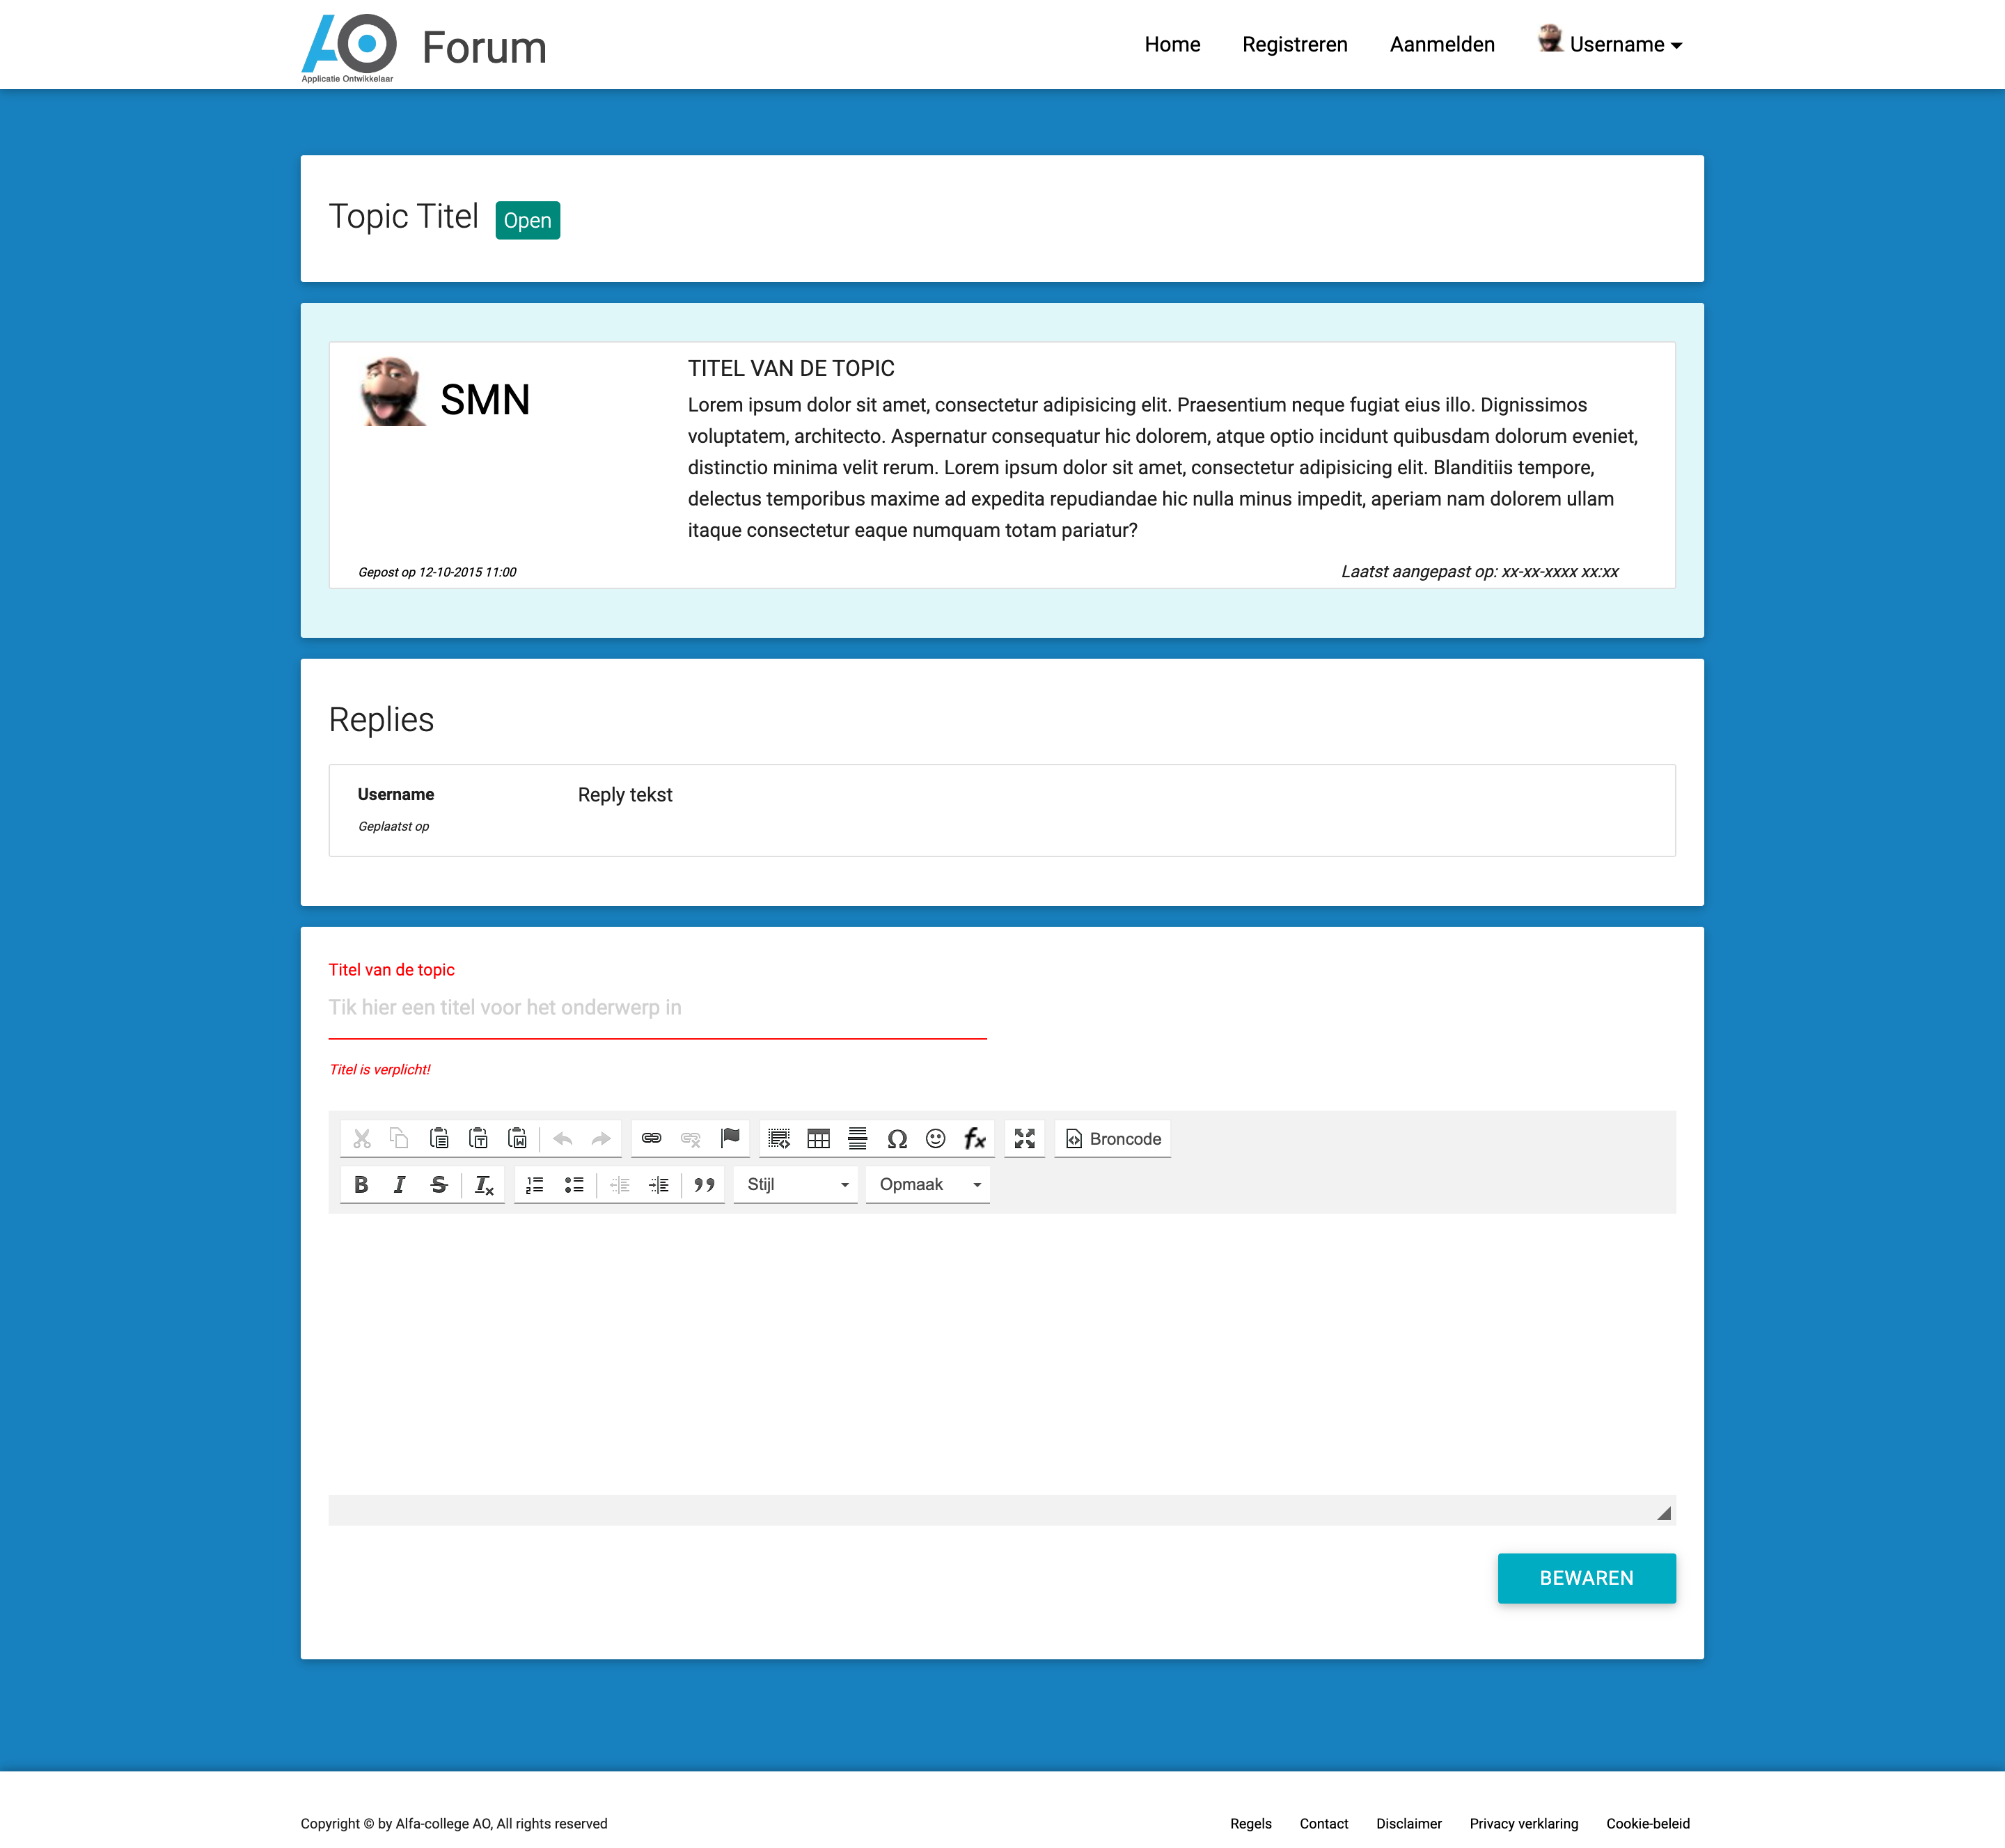 AO
Applicatie Ontwikkelaar
Forum
Home Registreren Aanmelden Username
Topic Titel Open
SMN
TITEL VAN DE TOPIC
Lorem ipsum dolor sit amet, consectetur adipisicing elit. Praesentium neque fugiat eius illo. Dignissimos
voluptatem, architecto. Aspernatur consequatur hic dolorem, atque optio incidunt quibusdam dolorum eveniet,
distinctio minima velit rerum. Lorem ipsum dolor sit amet, consectetur adipisicing elit. Blanditiis tempore,
delectus temporibus maxime ad expedita repudiandae hic nulla minus impedit, aperiam nam dolorem ullam
itaque consectetur eaque numquam totam pariatur?
Gepost op 12-10-2015 11:00
Laatst aangepast op: xx-xx-xxxx xx:xx
Replies
Username
Reply tekst
Geplaatst op
Titel van de topic
Tik hier een titel voor het onderwerp in
Titel is verplicht!
Broncode
Stijl
Opmaak
BEWAREN
Copyright © by Alfa-college AO, All rights reserved
Regels Contact Disclaimer Privacy verklaring Cookie-beleid